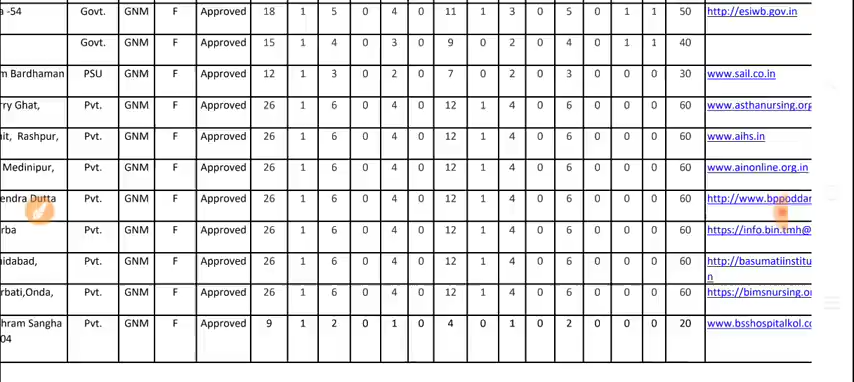 a -54 Govt. GNM F Approved 18 1 5 0 4 0 11 1 3 0 5 0 1 1 50 http://esiwb.gov.in
Govt. GNM F Approved 15 1 4 0 3 0 9 0 2 0 4 0 1 1 40
m Bardhaman PSU GNM F Approved 12 1 3 0 2 0 7 0 2 0 3 0 0 0 30 www.sail.co.in
rry Ghat, Pvt. GNM F Approved 26 1 6 0 4 0 12 1 4 0 6 0 0 0 60 www.asthanursing.org
ait, Rashpur, Pvt. GNM F Approved 26 1 6 0 4 0 12 1 4 0 6 0 0 0 60 www.aihs.in
Medinipur, Pvt. GNM F Approved 26 1 6 0 4 0 12 1 4 0 6 0 0 0 60 www.ainonline.org.in
endra Dutta Pvt. GNM F Approved 26 1 6 0 4 0 12 1 4 0 6 0 0 0 60 http://www.bppoddar
rba Pvt. GNM F Approved 26 1 6 0 4 0 12 1 4 0 6 0 0 0 60 https://info.bin.tmh@
aidabad, Pvt. GNM F Approved 26 1 6 0 4 0 12 1 4 0 6 0 0 0 60 http://basumatiinstitu
n
rbati,Onda, Pvt. GNM F Approved 26 1 6 0 4 0 12 1 4 0 6 0 0 0 60 https://bimsnursing.or
hram Sangha Pvt. GNM F Approved 9 1 2 0 1 0 4 0 1 0 2 0 0 0 20 www.bsshospitalkol.co
04